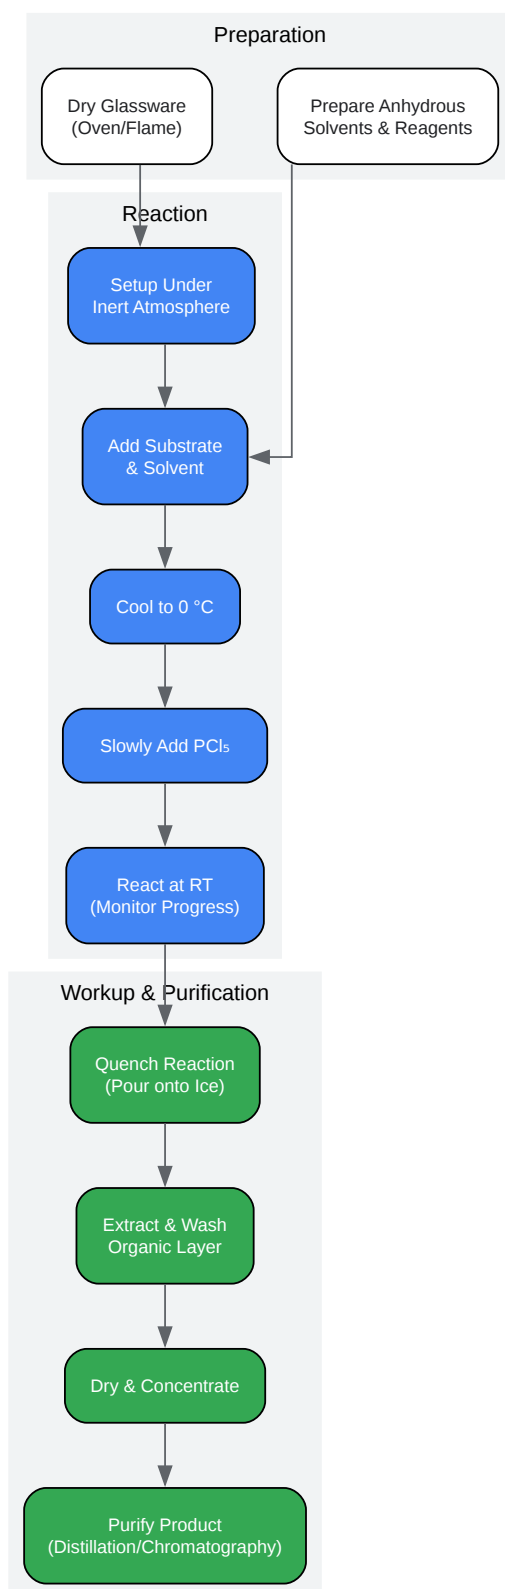 Preparation
Dry Glassware
(Oven/Flame)
Prepare Anhydrous
Solvents & Reagents
Reaction
Setup Under
Inert Atmosphere
Add Substrate
& Solvent
Cool to 0 °C
Slowly Add PCl₅
React at RT
(Monitor Progress)
Workup & Purification
Quench Reaction
(Pour onto Ice)
Extract & Wash
Organic Layer
Dry & Concentrate
Purify Product
(Distillation/Chromatography)